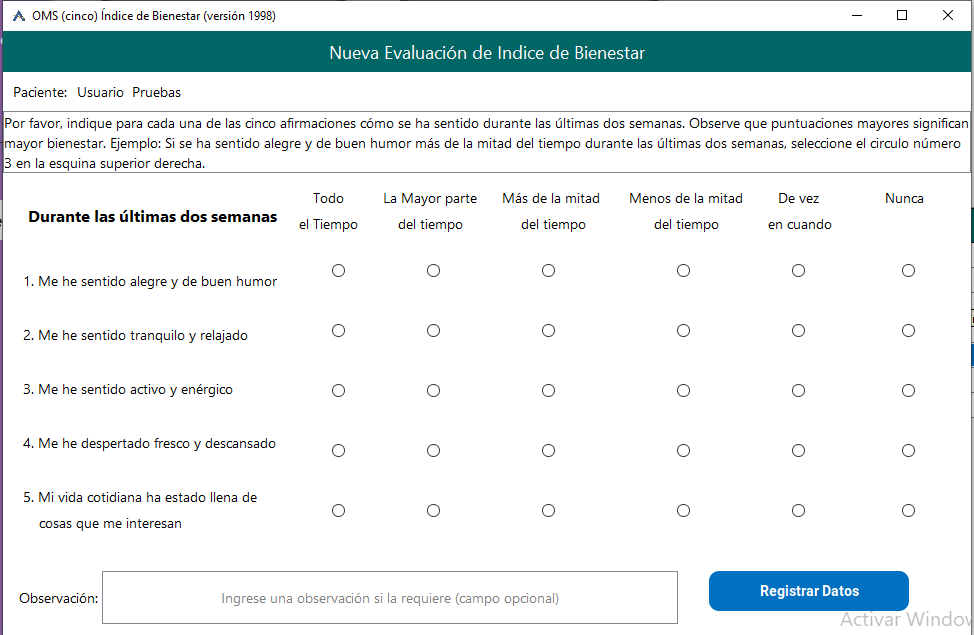 OMS (cinco) Índice de Bienestar (versión 1998)
Nueva Evaluación de Indice de Bienestar
Paciente: Usuario Pruebas
Por favor, indique para cada una de las cinco afirmaciones cómo se ha sentido durante las últimas dos semanas. Observe que puntuaciones mayores significan
mayor bienestar. Ejemplo: Si se ha sentido alegre y de buen humor más de la mitad del tiempo durante las últimas dos semanas, seleccione el circulo número
3 en la esquina superior derecha.
Durante las últimas dos semanas
Todo
el Tiempo
La Mayor parte
del tiempo
Más de la mitad
del tiempo
Menos de la mitad
del tiempo
De vez
en cuando
Nunca
1. Me he sentido alegre y de buen humor
2. Me he sentido tranquilo y relajado
3. Me he sentido activo y enérgico
4. Me he despertado fresco y descansado
5. Mi vida cotidiana ha estado llena de
cosas que me interesan
Observación:
Ingrese una observación si la requiere (campo opcional)
Registrar Datos
Activar Window